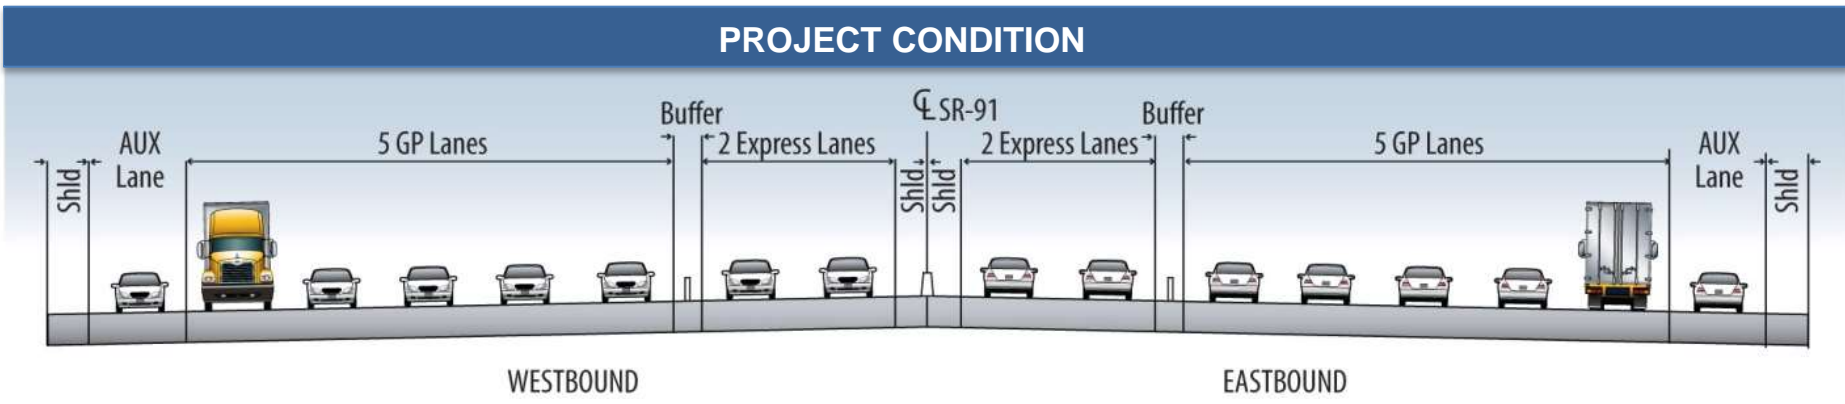 PROJECT CONDITION
Buffer
℄ SR-91
Buffer
AUX
Lane
5 GP Lanes
2 Express Lanes
2 Express Lanes
5 GP Lanes
AUX
Lane
Shld
Shld
Shld
Shld
WESTBOUND
EASTBOUND